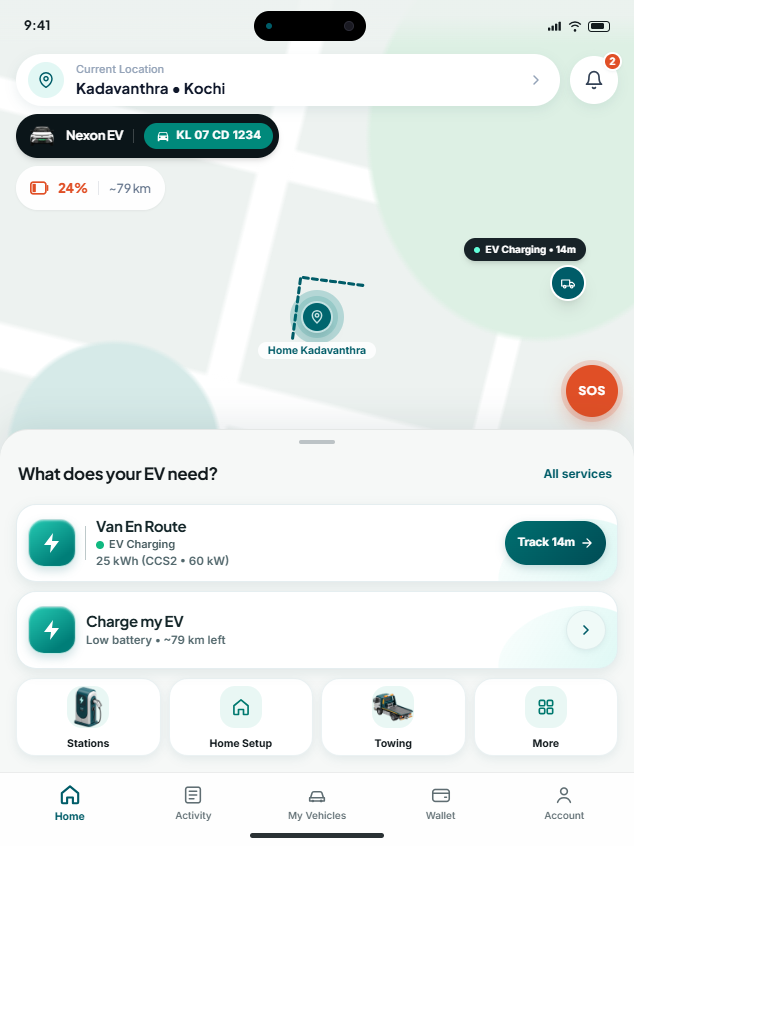 9:41
Current Location
Kadavanthra • Kochi
2
Nexon EV
KL 07 CD 1234
24%
~79 km
EV Charging • 14m
Home Kadavanthra
SOS
What does your EV need?
All services
Van En Route
EV Charging
25 kWh (CCS2 • 60 kW)
Track 14m →
Charge my EV
Low battery • ~79 km left
Stations
Home Setup
Towing
More
Home
Activity
My Vehicles
Wallet
Account